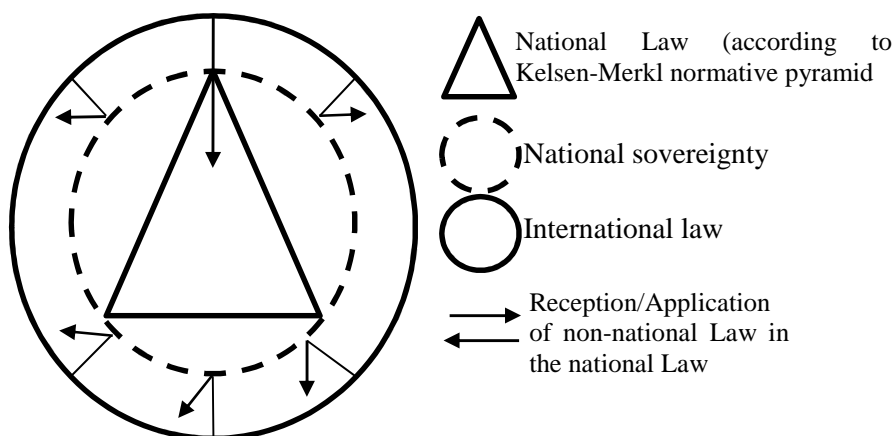 National Law (according to
Kelsen-Merkl normative pyramid
National sovereignty
International law
Reception/Application
of non-national Law in
the national Law